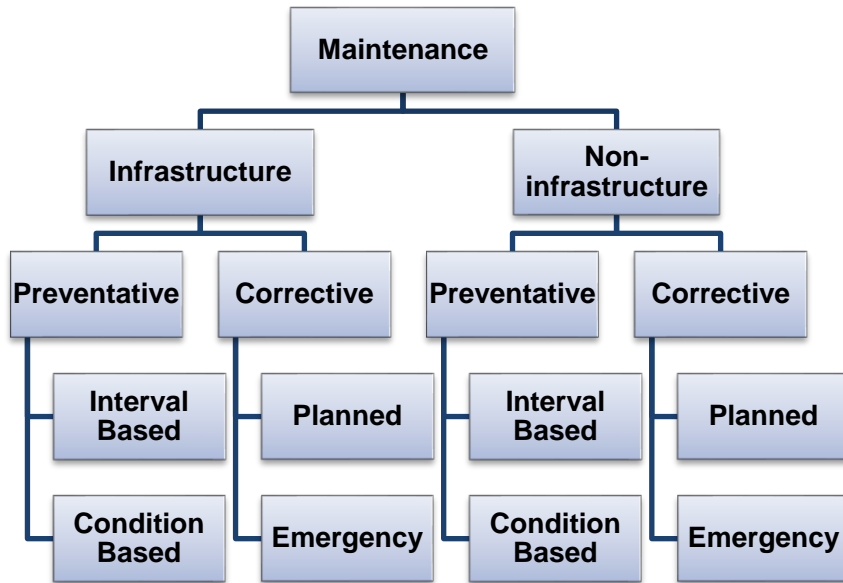 Maintenance
Infrastructure
Non-
infrastructure
Preventative
Corrective
Preventative
Corrective
Interval
Based
Planned
Interval
Based
Planned
Condition
Based
Emergency
Condition
Based
Emergency